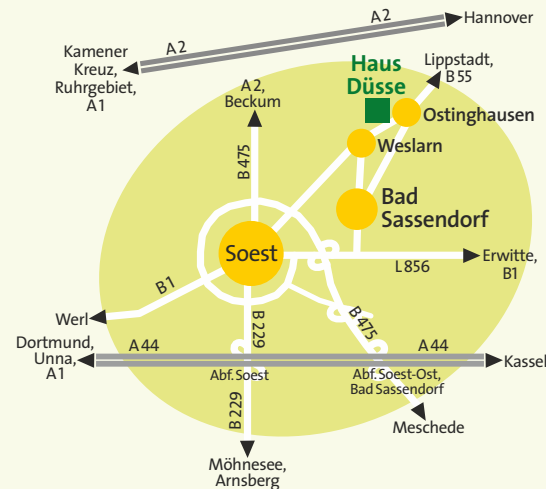 A 2
Hannover
A 2
Kamener
Kreuz,
Ruhrgebiet,
A 1
Haus
Düsse
Lippstadt,
B 55
A 2,
Beckum
Ostinghausen
Weslarn
B 475
Bad
Sassendorf
Soest
L 856
Erwitte,
B1
B 1
Werl
B 229
B 475
Dortmund,
Unna,
A 1
A 44
A 44
Kassel
Abf. Soest
Abf. Soest-Ost,
Bad Sassendorf
B 229
Meschede
Möhnesee,
Arnsberg